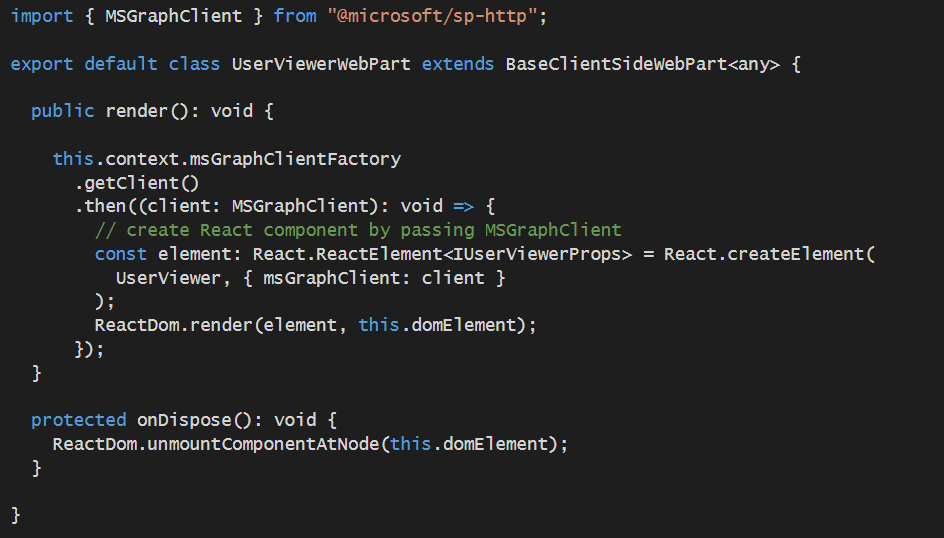 import { MSGraphClient } from "@microsoft/sp-http";
export default class UserViewerWebPart extends BaseClientSideWebPart<any> {
public render(): void {
this.context.msGraphClientFactory
.getClient()
.then((client: MSGraphClient): void => {
// create React component by passing MSGraphClient
const element: React.ReactElement<IUserViewerProps> = React.createElement(
UserViewer, { msGraphClient: client }
);
ReactDom.render(element, this.domElement);
});
}
protected onDispose(): void {
ReactDom.unmountComponentAtNode(this.domElement);
}
}